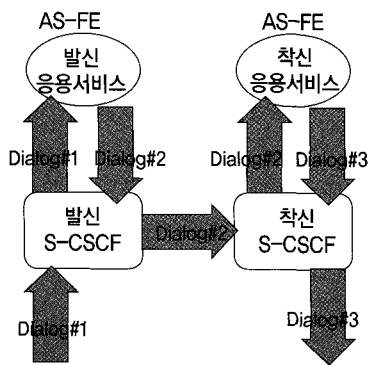 AS-FE
AS-FE
발신
응용서비스
착신
응용서비스
Dialog#1
Dialog#2
Dialog#2
Dialog#3
발신
S-CSCF
Dialog#2
착신
S-CSCF
Dialog#1
Dialog#3